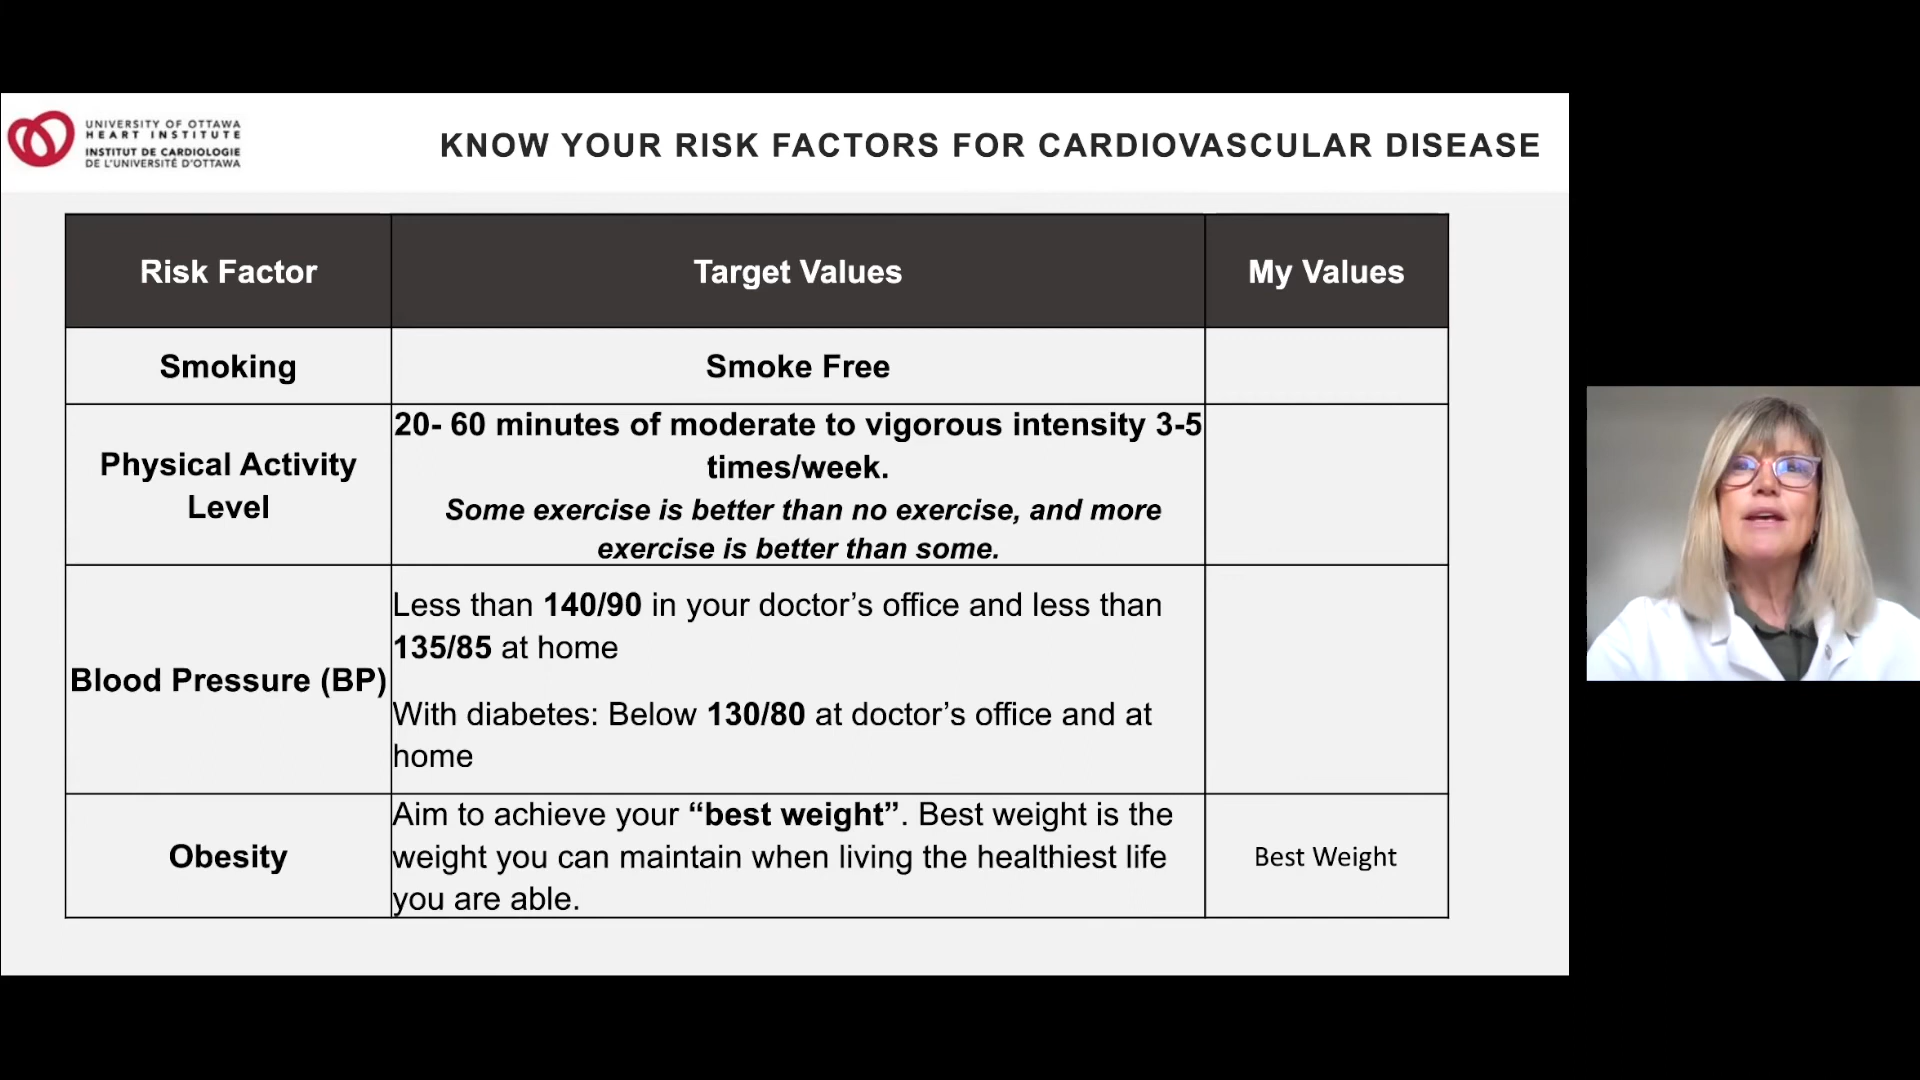 UNIVERSITY OF OTTAWA
HEART INSTITUTE
INSTITUT DE CARDIOLOGIE
DE L'UNIVERSITÉ D'OTTAWA
KNOW YOUR RISK FACTORS FOR CARDIOVASCULAR DISEASE
Risk Factor
Target Values
My Values
Smoking
Smoke Free
Physical Activity
Level
20- 60 minutes of moderate to vigorous intensity 3-5
times/week.
Some exercise is better than no exercise, and more
exercise is better than some.
Blood Pressure (BP)
Less than 140/90 in your doctor’s office and less than
135/85 at home
With diabetes: Below 130/80 at doctor’s office and at
home
Obesity
Aim to achieve your “best weight”. Best weight is the
weight you can maintain when living the healthiest life
you are able.
Best Weight